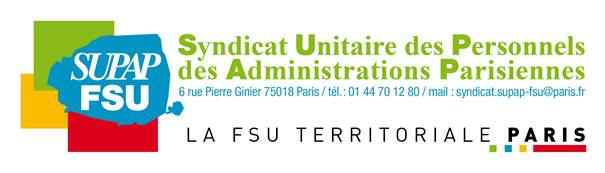 SUPAP
FSU
Syndicat Unitaire des Personnels
des Administrations Parisiennes
6 rue Pierre Ginier 75018 Paris / tél. : 01 44 70 12 80 / mail : syndicat.supap-fsu@paris.fr
LA FSU TERRITORIALE PARIS